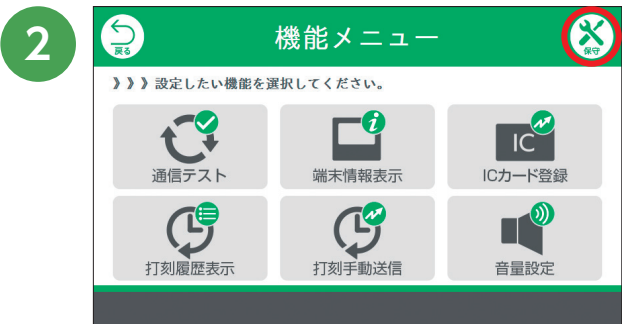 2
戻る
機能メニュー
保守
》》》設定したい機能を選択してください。
通信テスト
i
端末情報表示
IC
ICカード登録
打刻履歴表示
打刻手動送信
音量設定